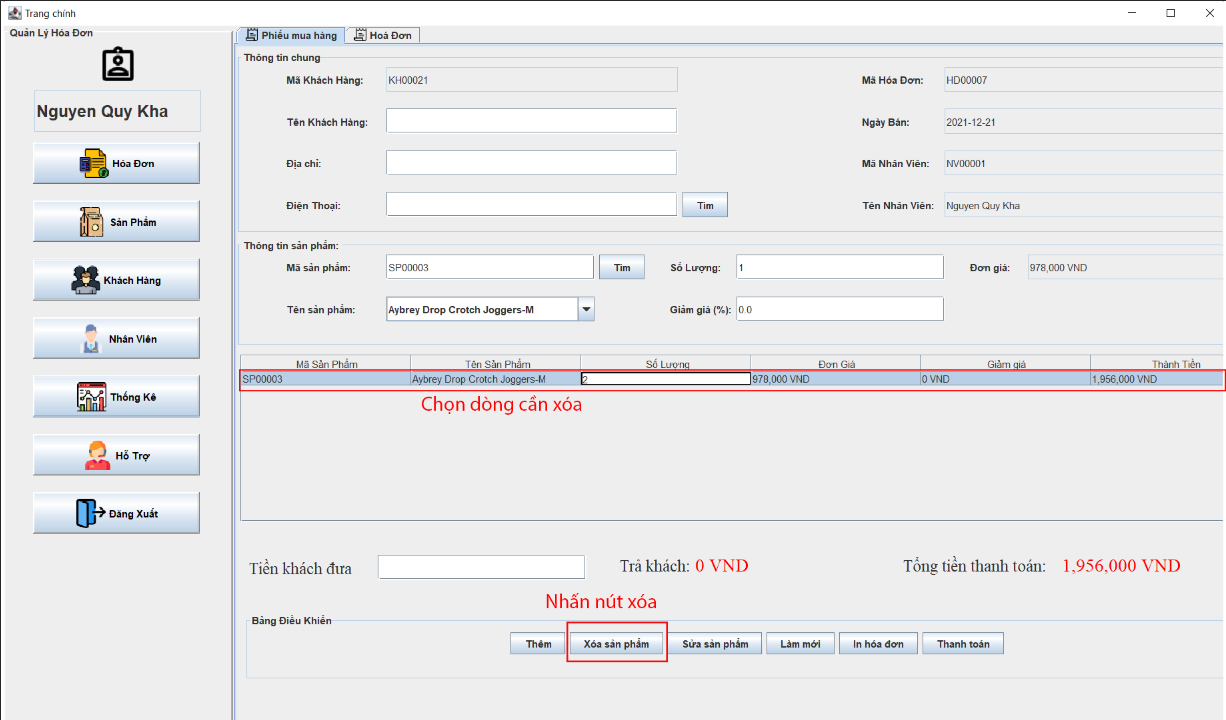 Trang chính
Quản Lý Hóa Đơn
Nguyen Quy Kha
Hóa Đơn
Sản Phẩm
Khách Hàng
Nhân Viên
Thống Kê
Hỗ Trợ
Đăng Xuất
Phiếu mua hàng
Hoá Đơn
Thông tin chung
Mã Khách Hàng: KH00021 Mã Hóa Đơn: HD00007
Tên Khách Hàng: Ngày Bán: 2021-12-21
Địa chỉ: Mã Nhân Viên: NV00001
Điện Thoại: Tìm Tên Nhân Viên: Nguyen Quy Kha
Thông tin sản phẩm:
Mã sản phẩm: SP00003 Tìm Số Lượng: 1 Đơn giá: 978,000 VND
Tên sản phẩm: Aybrey Drop Crotch Joggers-M Giảm giá (%): 0.0
Mã Sản Phẩm Tên Sản Phẩm Số Lượng Đơn Giá Giảm giá Thành Tiền
SP00003 Aybrey Drop Crotch Joggers-M 2 978,000 VND 0 VND 1,956,000 VND
Chọn dòng cần xóa
Tiền khách đưa Trả khách: 0 VND Tổng tiền thanh toán: 1,956,000 VND
Nhấn nút xóa
Bảng Điều Khiển
Thêm Xóa sản phẩm Sửa sản phẩm Làm mới In hóa đơn Thanh toán